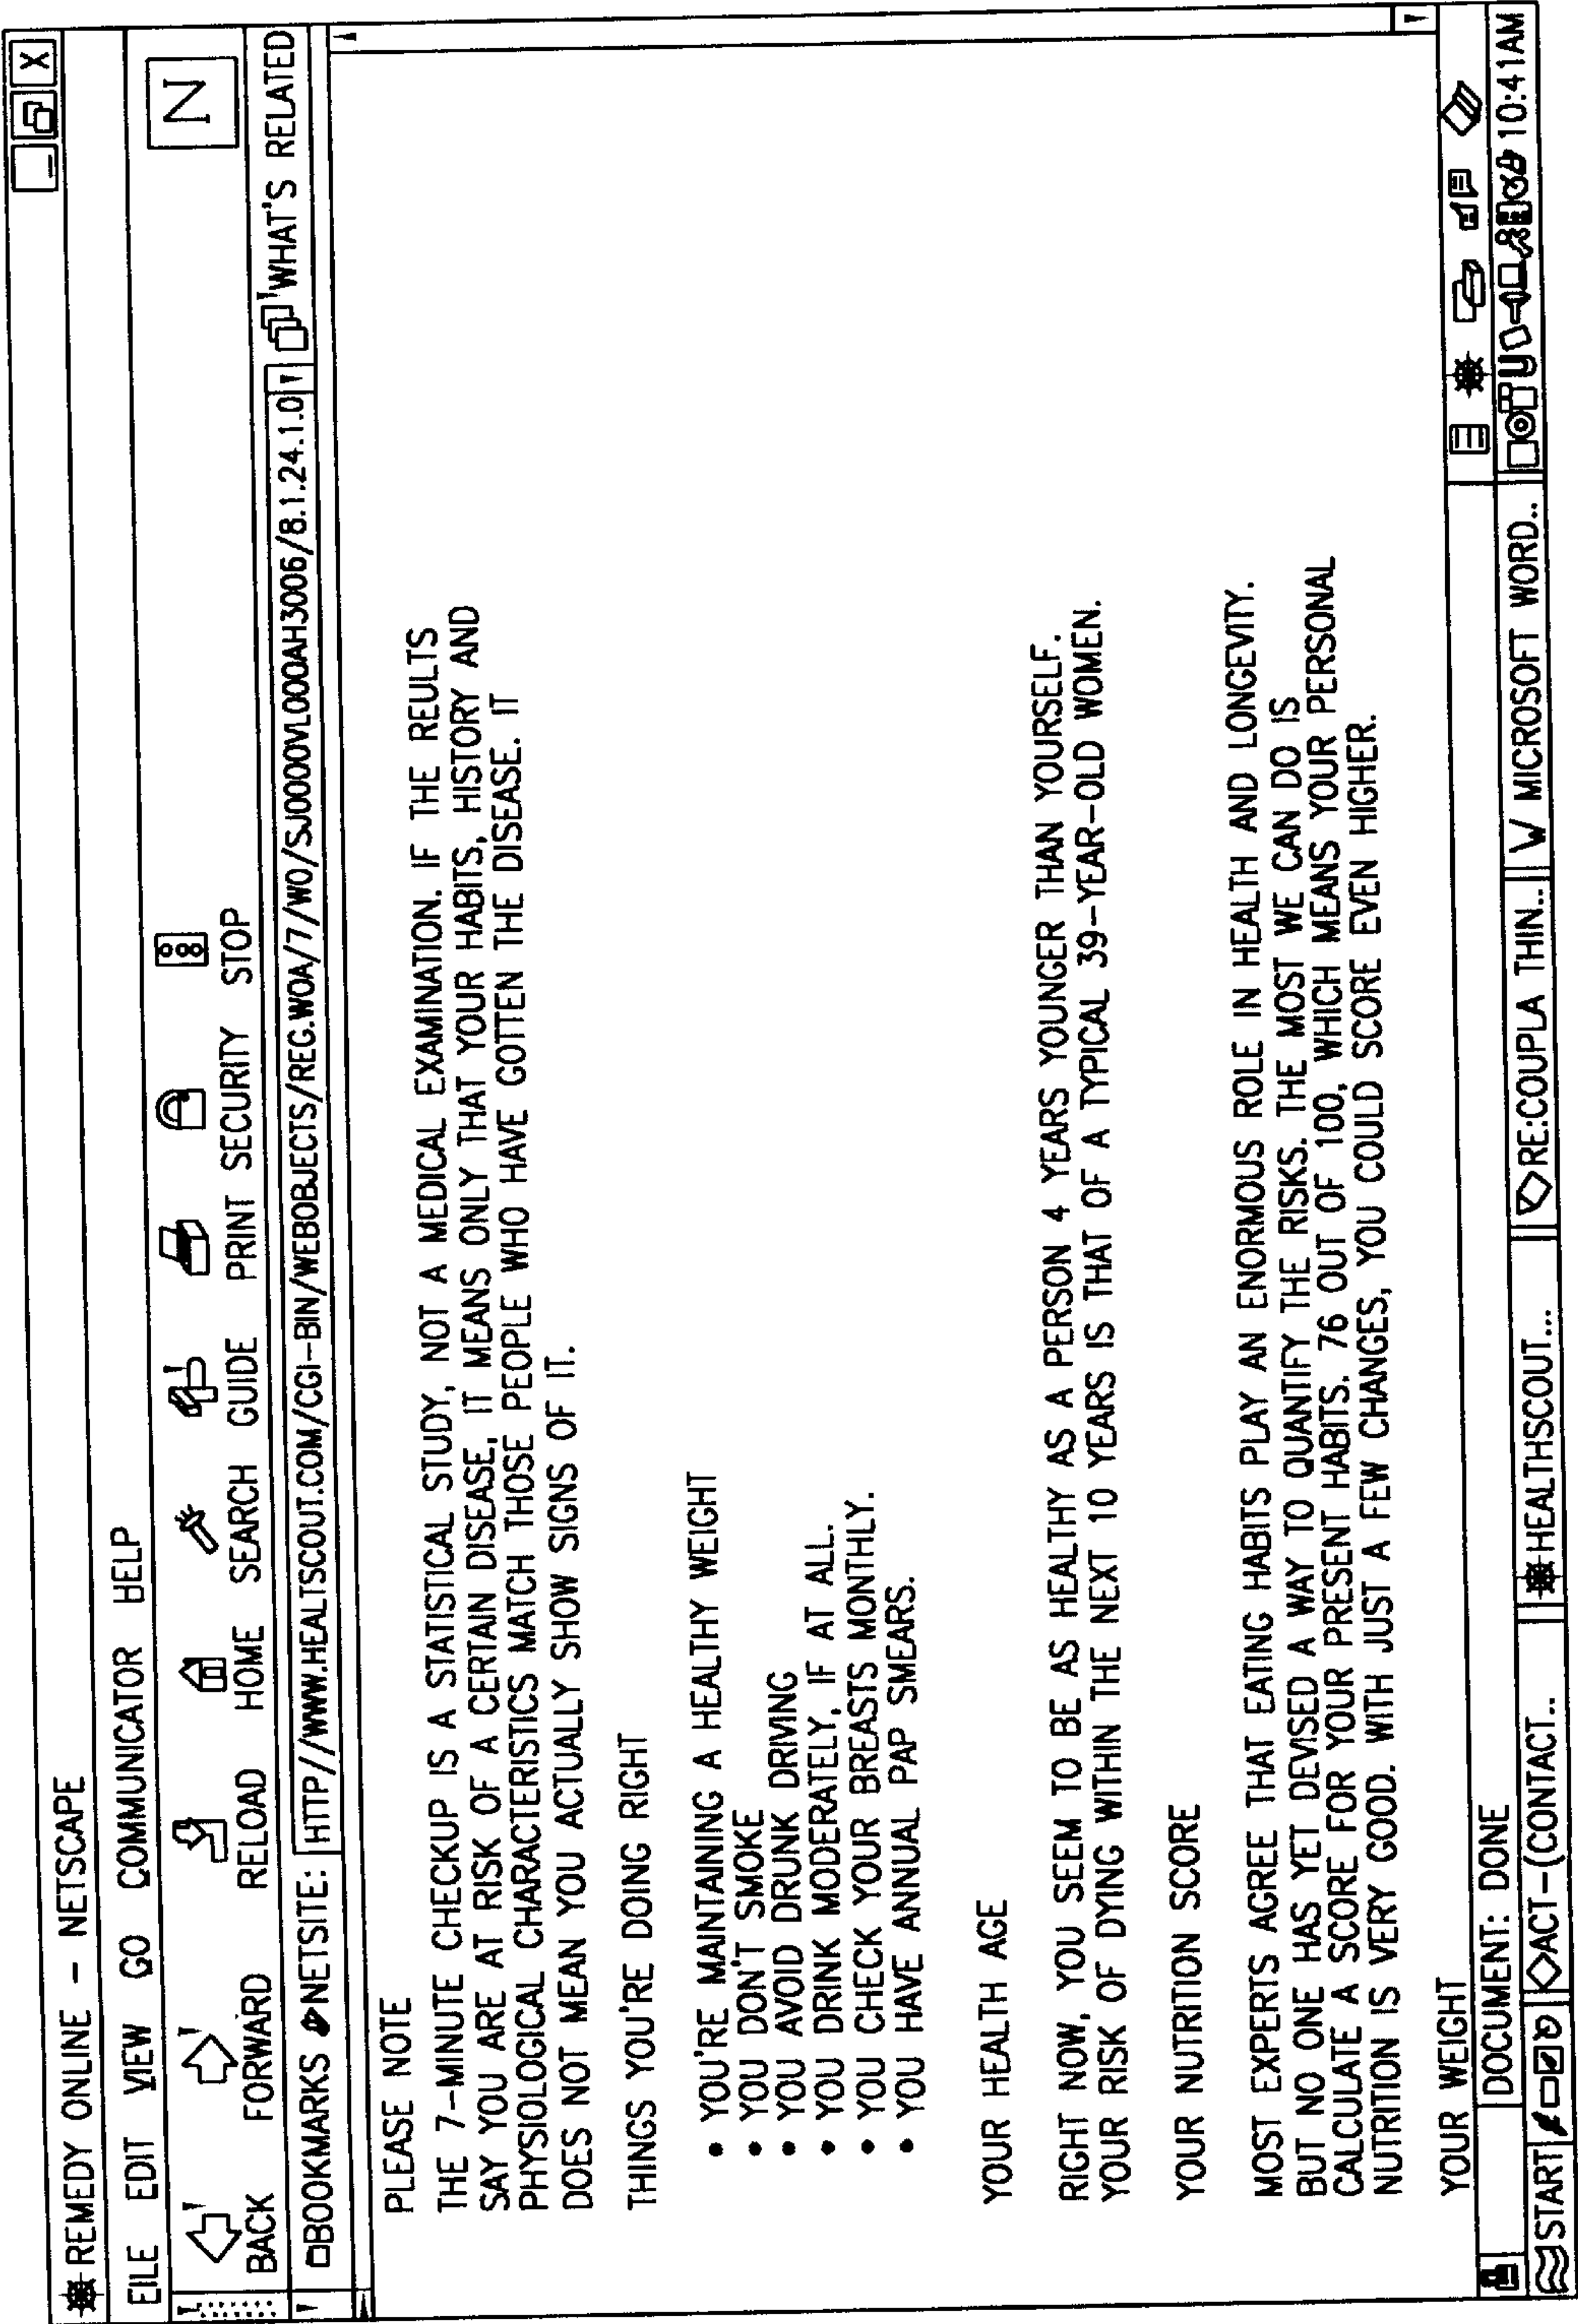 REMEDY ONLINE - NETSCAPE
X
EILE EDIT VIEW GO COMMUNICATOR HELP
N
BACK FORWARD RELOAD HOME SEARCH GUIDE PRINT SECURITY STOP
BOOKMARKS NETSITE: HTTP//WWW.HEALTSCOUT.COM/CGI-BIN/WEBOBJECTS/REG.WOA/7/WO/SJ0000VL000AH3006/8.1.24.1.0 WHAT'S RELATED
PLEASE NOTE
THE 7-MINUTE CHECKUP IS A STATISTICAL STUDY, NOT A MEDICAL EXAMINATION. IF THE REULTS
SAY YOU ARE AT RISK OF A CERTAIN DISEASE, IT MEANS ONLY THAT YOUR HABITS, HISTORY AND
PHYSIOLOGICAL CHARACTERISTICS MATCH THOSE PEOPLE WHO HAVE GOTTEN THE DISEASE. IT
DOES NOT MEAN YOU ACTUALLY SHOW SIGNS OF IT.
THINGS YOU'RE DOING RIGHT
• YOU'RE MAINTAINING A HEALTHY WEIGHT
• YOU DON'T SMOKE
• YOU AVOID DRUNK DRIVING
• YOU DRINK MODERATELY, IF AT ALL.
• YOU CHECK YOUR BREASTS MONTHLY.
• YOU HAVE ANNUAL PAP SMEARS.
YOUR HEALTH AGE
RIGHT NOW, YOU SEEM TO BE AS HEALTHY AS A PERSON 4 YEARS YOUNGER THAN YOURSELF.
YOUR RISK OF DYING WITHIN THE NEXT 10 YEARS IS THAT OF A TYPICAL 39-YEAR-OLD WOMEN.
YOUR NUTRITION SCORE
MOST EXPERTS AGREE THAT EATING HABITS PLAY AN ENORMOUS ROLE IN HEALTH AND LONGEVITY.
BUT NO ONE HAS YET DEVISED A WAY TO QUANTIFY THE RISKS. THE MOST WE CAN DO IS
CALCULATE A SCORE FOR YOUR PRESENT HABITS. 76 OUT OF 100, WHICH MEANS YOUR PERSONAL
NUTRITION IS VERY GOOD. WITH JUST A FEW CHANGES, YOU COULD SCORE EVEN HIGHER.
YOUR WEIGHT
DOCUMENT: DONE
START ACT-(CONTACT.. HEALTHSCOUT... RE:COUPLA THIN.. W MICROSOFT WORD.. 10:41AM